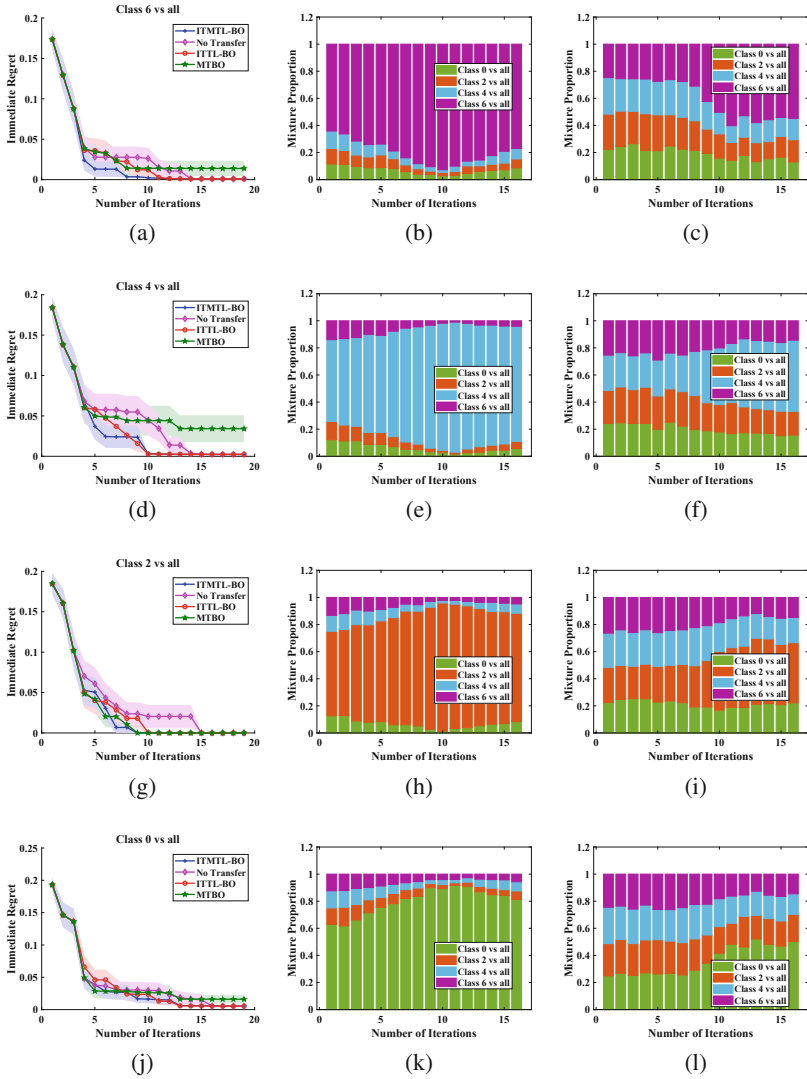 Class 6 vs all
Immediate Regret
0.2
0.15
0.1
0.05
0
0 5 10 15 20
Number of Iterations
ITMTL-BO
No Transfer
ITTL-BO
MTBO
(a)
Mixture Proportion
1.2
1
0.8
0.6
0.4
0.2
0
0 5 10 15
Number of Iterations
Class 0 vs all
Class 2 vs all
Class 4 vs all
Class 6 vs all
(b)
Mixture Proportion
1.2
1
0.8
0.6
0.4
0.2
0
0 5 10 15
Number of Iterations
Class 0 vs all
Class 2 vs all
Class 4 vs all
Class 6 vs all
(c)
Class 4 vs all
Immediate Regret
0.2
0.15
0.1
0.05
0
0 5 10 15 20
Number of Iterations
ITMTL-BO
No Transfer
ITTL-BO
MTBO
(d)
Mixture Proportion
1.2
1
0.8
0.6
0.4
0.2
0
0 5 10 15
Number of Iterations
Class 0 vs all
Class 2 vs all
Class 4 vs all
Class 6 vs all
(e)
Mixture Proportion
1.2
1
0.8
0.6
0.4
0.2
0
0 5 10 15
Number of Iterations
Class 0 vs all
Class 2 vs all
Class 4 vs all
Class 6 vs all
(f)
Class 2 vs all
Immediate Regret
0.2
0.15
0.1
0.05
0
0 5 10 15 20
Number of Iterations
ITMTL-BO
No Transfer
ITTL-BO
MTBO
(g)
Mixture Proportion
1.2
1
0.8
0.6
0.4
0.2
0
0 5 10 15
Number of Iterations
Class 0 vs all
Class 2 vs all
Class 4 vs all
Class 6 vs all
(h)
Mixture Proportion
1.2
1
0.8
0.6
0.4
0.2
0
0 5 10 15
Number of Iterations
Class 0 vs all
Class 2 vs all
Class 4 vs all
Class 6 vs all
(i)
Class 0 vs all
Immediate Regret
0.25
0.2
0.15
0.1
0.05
0
0 5 10 15 20
Number of Iterations
ITMTL-BO
No Transfer
ITTL-BO
MTBO
(j)
Mixture Proportion
1.2
1
0.8
0.6
0.4
0.2
0
0 5 10 15
Number of Iterations
Class 0 vs all
Class 2 vs all
Class 4 vs all
Class 6 vs all
(k)
Mixture Proportion
1.2
1
0.8
0.6
0.4
0.2
0
0 5 10 15
Number of Iterations
Class 0 vs all
Class 2 vs all
Class 4 vs all
Class 6 vs all
(l)